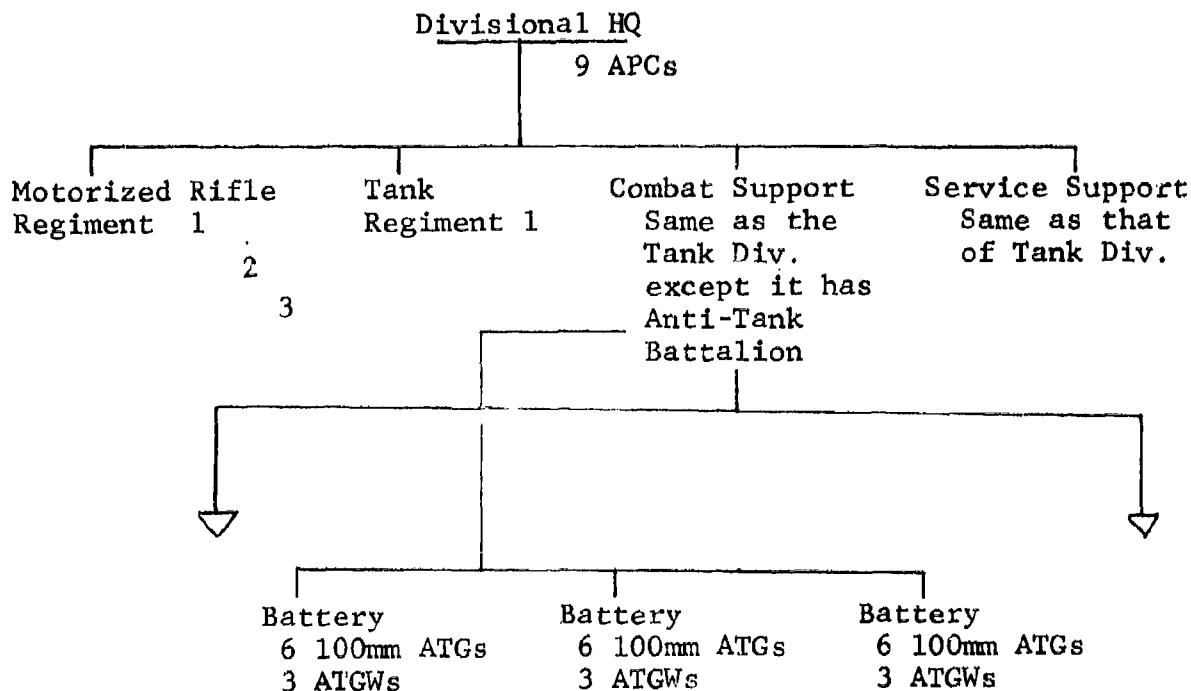 Divisional HQ
9 APCs
Motorized Rifle
Regiment 1
2
3
Tank
Regiment 1
Combat Support
Same as the
Tank Div.
except it has
Anti-Tank
Battalion
Service Support
Same as that
of Tank Div.
Battery
6 100mm ATGs
3 ATGWs
Battery
6 100mm ATGs
3 ATGWs
Battery
6 100mm ATGs
3 ATGWs